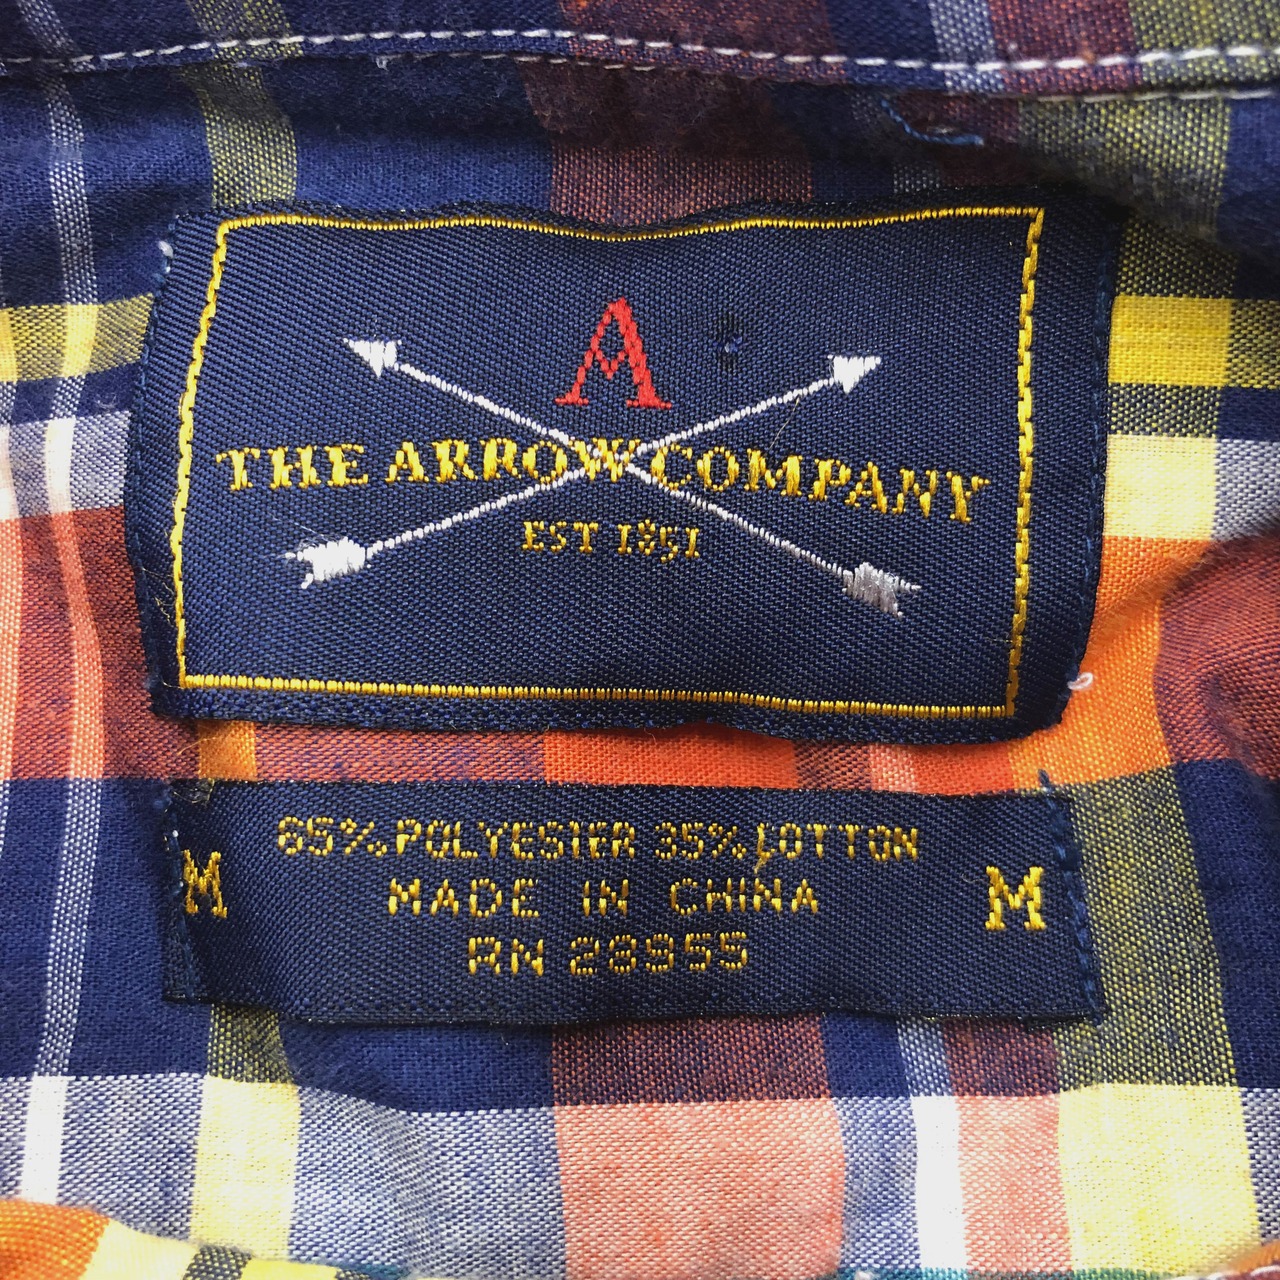 A
THE ARROW COMPANY
EST 1851
65% POLYESTER 35% COTTON
M MADE IN CHINA M
RN 28955